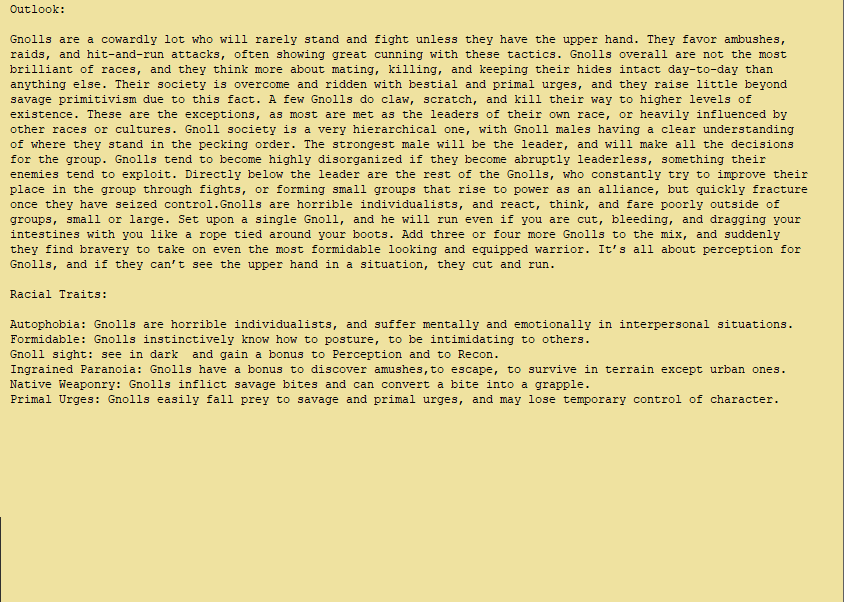 Outlook:
Gnolls are a cowardly lot who will rarely stand and fight unless they have the upper hand. They favor ambushes,
raids, and hit-and-run attacks, often showing great cunning with these tactics. Gnolls overall are not the most
brilliant of races, and they think more about mating, killing, and keeping their hides intact day-to-day than
anything else. Their society is overcome and ridden with bestial and primal urges, and they raise little beyond
savage primitivism due to this fact. A few Gnolls do claw, scratch, and kill their way to higher levels of
existence. These are the exceptions, as most are met as the leaders of their own race, or heavily influenced by
other races or cultures. Gnoll society is a very hierarchical one, with Gnoll males having a clear understanding
of where they stand in the pecking order. The strongest male will be the leader, and will make all the decisions
for the group. Gnolls tend to become highly disorganized if they become abruptly leaderless, something their
enemies tend to exploit. Directly below the leader are the rest of the Gnolls, who constantly try to improve their
place in the group through fights, or forming small groups that rise to power as an alliance, but quickly fracture
once they have seized control.Gnolls are horrible individualists, and react, think, and fare poorly outside of
groups, small or large. Set upon a single Gnoll, and he will run even if you are cut, bleeding, and dragging your
intestines with you like a rope tied around your boots. Add three or four more Gnolls to the mix, and suddenly
they find bravery to take on even the most formidable looking and equipped warrior. It’s all about perception for
Gnolls, and if they can’t see the upper hand in a situation, they cut and run.
Racial Traits:
Autophobia: Gnolls are horrible individualists, and suffer mentally and emotionally in interpersonal situations.
Formidable: Gnolls instinctively know how to posture, to be intimidating to others.
Gnoll sight: see in dark  and gain a bonus to Perception and to Recon.
Ingrained Paranoia: Gnolls have a bonus to discover amushes,to escape, to survive in terrain except urban ones.
Native Weaponry: Gnolls inflict savage bites and can convert a bite into a grapple.
Primal Urges: Gnolls easily fall prey to savage and primal urges, and may lose temporary control of character.